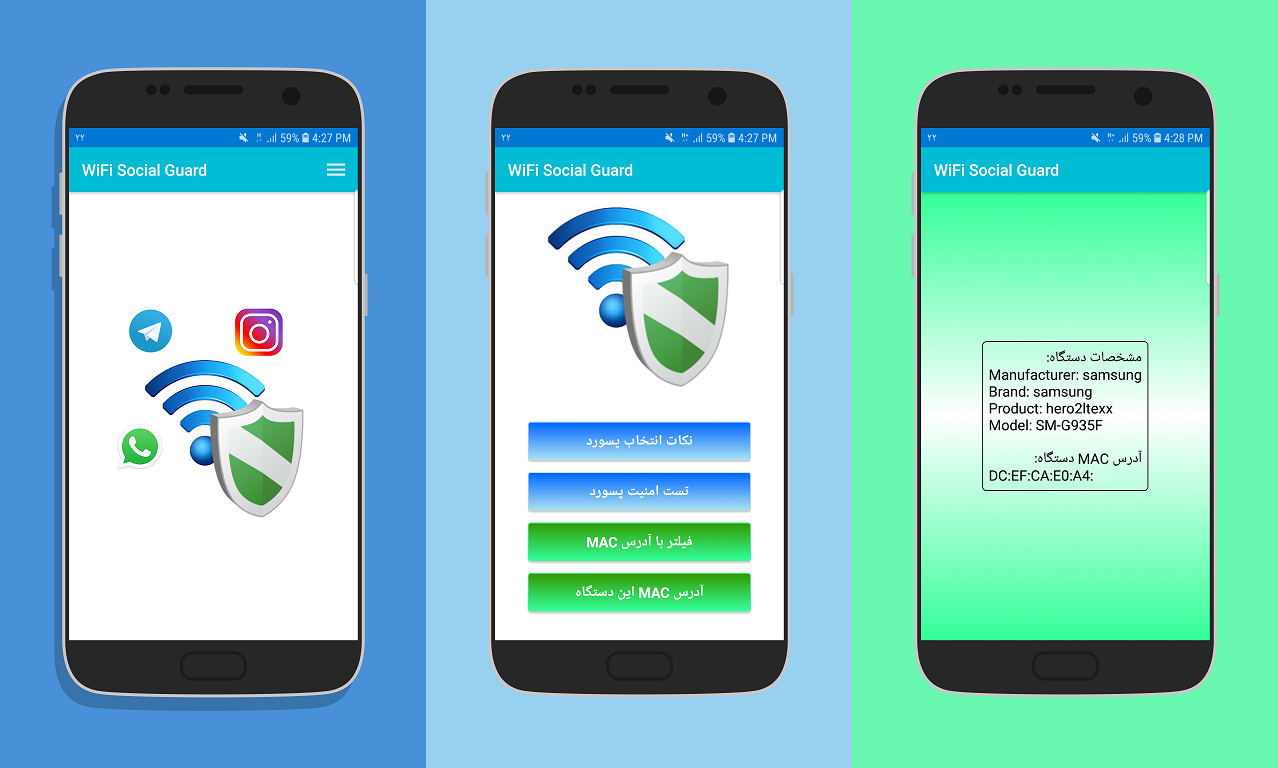 ۲۲ 59% 4:27 PM
WiFi Social Guard
۲۲ 59% 4:27 PM
WiFi Social Guard
نکات انتخاب پسورد
تست امنیت پسورد
فیلتر با آدرس MAC
آدرس MAC این دستگاه
۲۲ 59% 4:28 PM
WiFi Social Guard
مشخصات دستگاه:
Manufacturer: samsung
Brand: samsung
Product: hero2ltexx
Model: SM-G935F
آدرس MAC دستگاه:
DC:EF:CA:E0:A4: